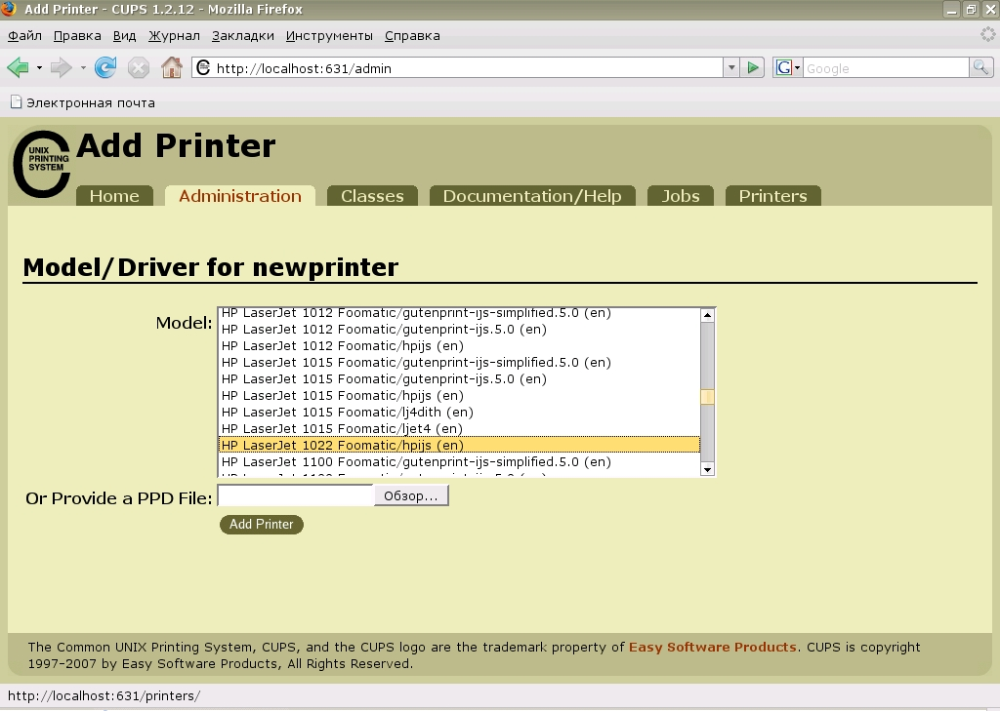 Add Printer - CUPS 1.2.12 - Mozilla Firefox
Файл Правка Вид Журнал Закладки Инструменты Справка
http://localhost:631/admin
G Google
Электронная почта
UNIX PRINTING SYSTEM
Add Printer
Home Administration Classes Documentation/Help Jobs Printers
Model/Driver for newprinter
Model:
HP LaserJet 1012 Foomatic/gutenprint-ijs-simplified.5.0 (en)
HP LaserJet 1012 Foomatic/gutenprint-ijs.5.0 (en)
HP LaserJet 1012 Foomatic/hpijs (en)
HP LaserJet 1015 Foomatic/gutenprint-ijs-simplified.5.0 (en)
HP LaserJet 1015 Foomatic/gutenprint-ijs.5.0 (en)
HP LaserJet 1015 Foomatic/hpijs (en)
HP LaserJet 1015 Foomatic/lj4dith (en)
HP LaserJet 1015 Foomatic/ljet4 (en)
HP LaserJet 1022 Foomatic/hpijs (en)
HP LaserJet 1100 Foomatic/gutenprint-ijs-simplified.5.0 (en)
Or Provide a PPD File: Обзор...
Add Printer
The Common UNIX Printing System, CUPS, and the CUPS logo are the trademark property of Easy Software Products. CUPS is copyright
1997-2007 by Easy Software Products, All Rights Reserved.
http://localhost:631/printers/